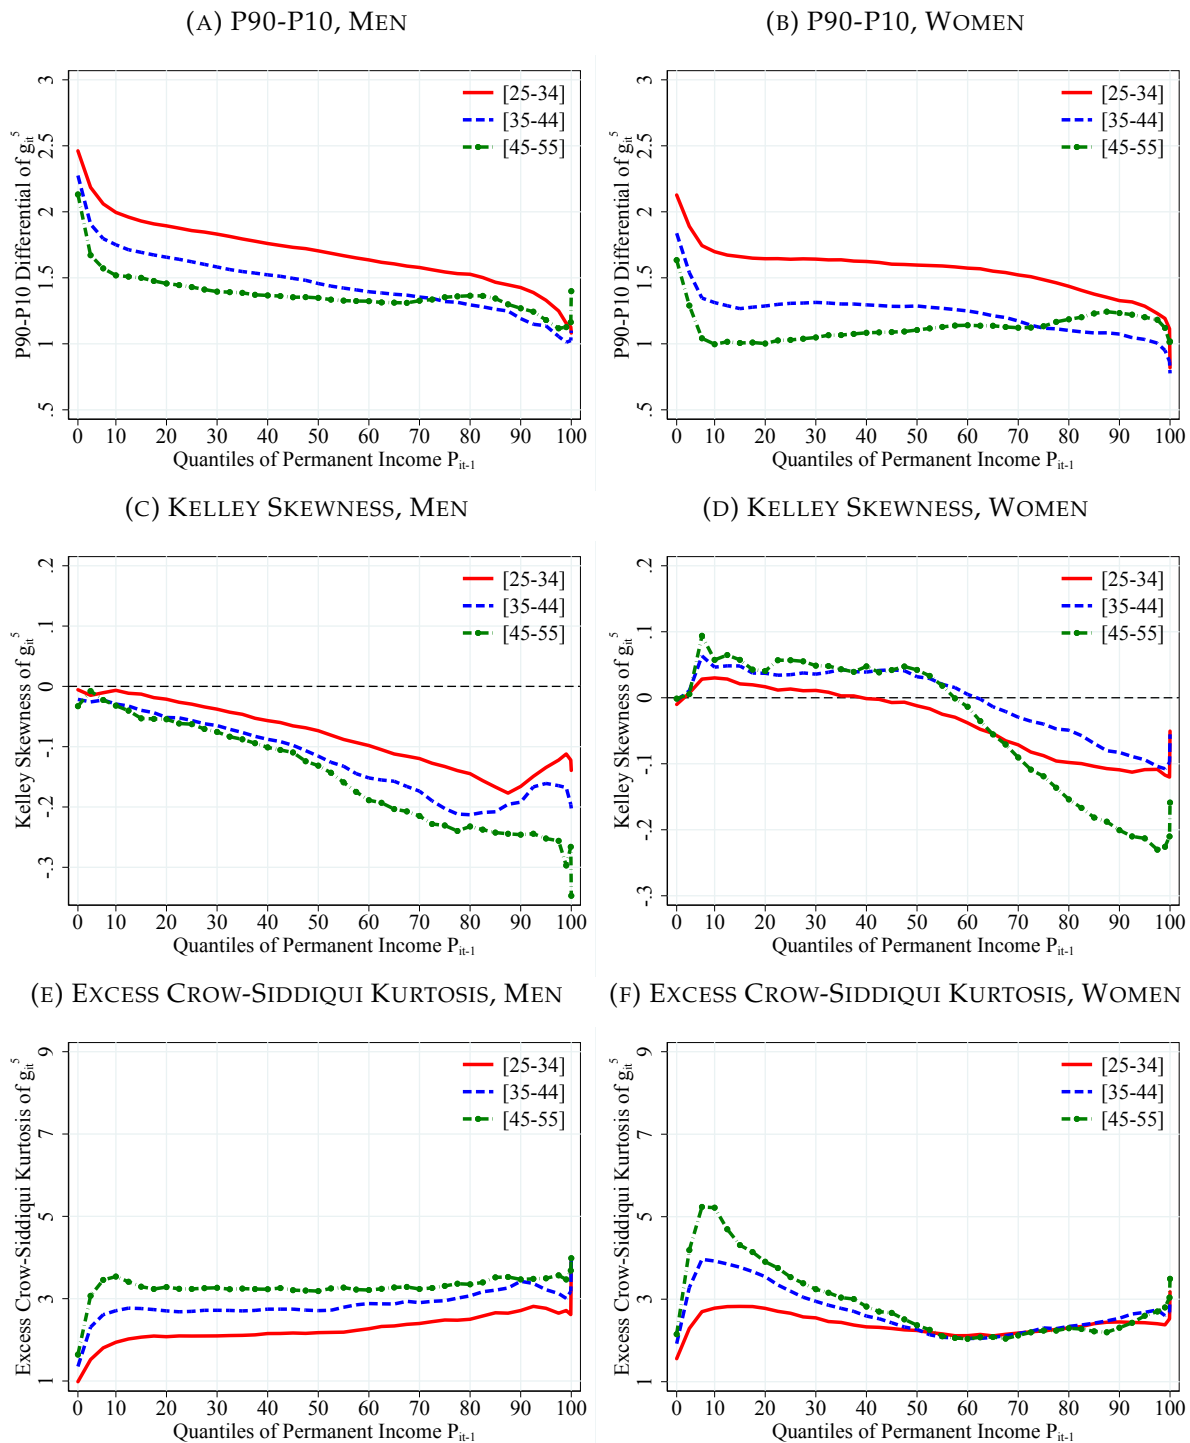 (A) P90-P10, MEN
P90-P10 Differential of g_it^5
3
2.5
2
1.5
1
.5
[25-34]
[35-44]
[45-55]
0 10 20 30 40 50 60 70 80 90 100
Quantiles of Permanent Income P_it-1
(B) P90-P10, WOMEN
P90-P10 Differential of g_it^5
3
2.5
2
1.5
1
.5
[25-34]
[35-44]
[45-55]
0 10 20 30 40 50 60 70 80 90 100
Quantiles of Permanent Income P_it-1
(C) KELLEY SKEWNESS, MEN
Kelley Skewness of g_it^5
.2
.1
0
-.1
-.2
-.3
[25-34]
[35-44]
[45-55]
0 10 20 30 40 50 60 70 80 90 100
Quantiles of Permanent Income P_it-1
(D) KELLEY SKEWNESS, WOMEN
Kelley Skewness of g_it^5
.2
.1
0
-.1
-.2
-.3
[25-34]
[35-44]
[45-55]
0 10 20 30 40 50 60 70 80 90 100
Quantiles of Permanent Income P_it-1
(E) EXCESS CROW-SIDDIQUI KURTOSIS, MEN
Excess Crow-Siddiqui Kurtosis of g_it^5
9
7
5
3
1
[25-34]
[35-44]
[45-55]
0 10 20 30 40 50 60 70 80 90 100
Quantiles of Permanent Income P_it-1
(F) EXCESS CROW-SIDDIQUI KURTOSIS, WOMEN
Excess Crow-Siddiqui Kurtosis of g_it^5
9
7
5
3
1
[25-34]
[35-44]
[45-55]
0 10 20 30 40 50 60 70 80 90 100
Quantiles of Permanent Income P_it-1